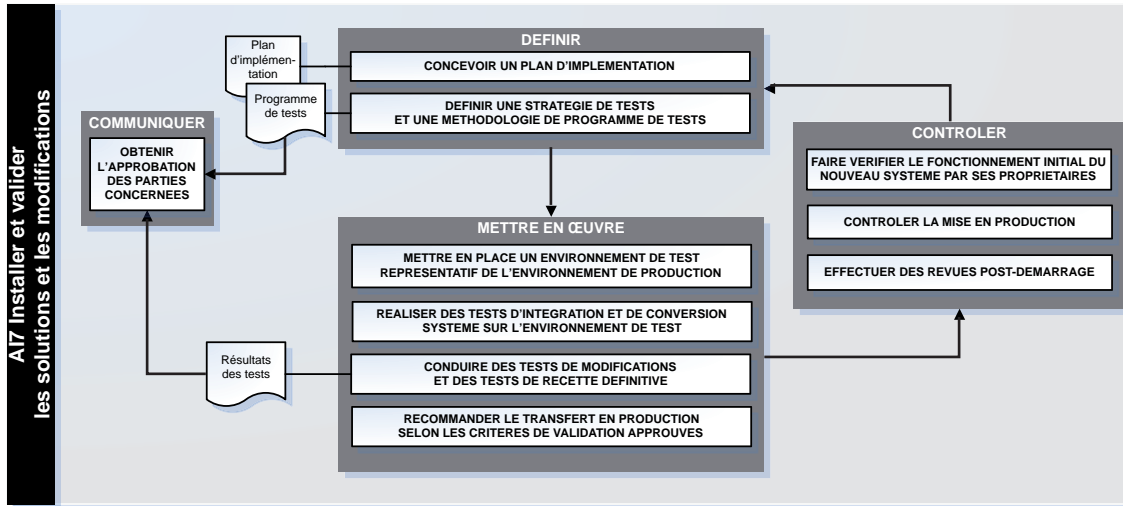 AI7 Installer et valider
les solutions et les modifications
Plan
d'implémen-
tation
Programme
de tests
DEFINIR
CONCEVOIR UN PLAN D'IMPLEMENTATION
DEFINIR UNE STRATEGIE DE TESTS
ET UNE METHODOLOGIE DE PROGRAMME DE TESTS
COMMUNIQUER
OBTENIR
L'APPROBATION
DES PARTIES
CONCERNEES
CONTROLER
FAIRE VERIFIER LE FONCTIONNEMENT INITIAL DU
NOUVEAU SYSTEME PAR SES PROPRIETAIRES
CONTROLER LA MISE EN PRODUCTION
EFFECTUER DES REVUES POST-DEMARRAGE
METTRE EN ŒUVRE
METTRE EN PLACE UN ENVIRONNEMENT DE TEST
REPRESENTATIF DE L'ENVIRONNEMENT DE PRODUCTION
REALISER DES TESTS D'INTEGRATION ET DE CONVERSION
SYSTEME SUR L'ENVIRONNEMENT DE TEST
Résultats
des tests
CONDUIRE DES TESTS DE MODIFICATIONS
ET DES TESTS DE RECETTE DEFINITIVE
RECOMMANDER LE TRANSFERT EN PRODUCTION
SELON LES CRITERES DE VALIDATION APPROUVES